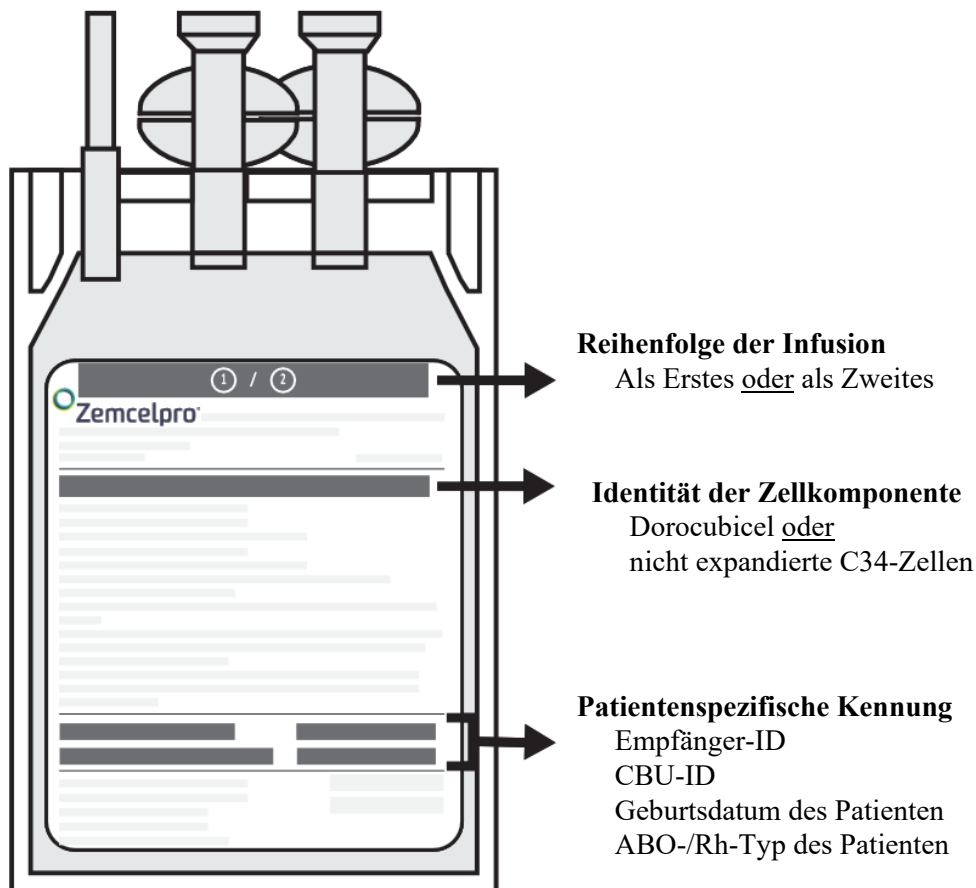 1 / 2
Zemcelpro
Reihenfolge der Infusion
Als Erstes oder als Zweites
Identität der Zellkomponente
Dorocubicel oder
nicht expandierte C34-Zellen
Patientenspezifische Kennung
Empfänger-ID
CBU-ID
Geburtsdatum des Patienten
ABO-/Rh-Typ des Patienten